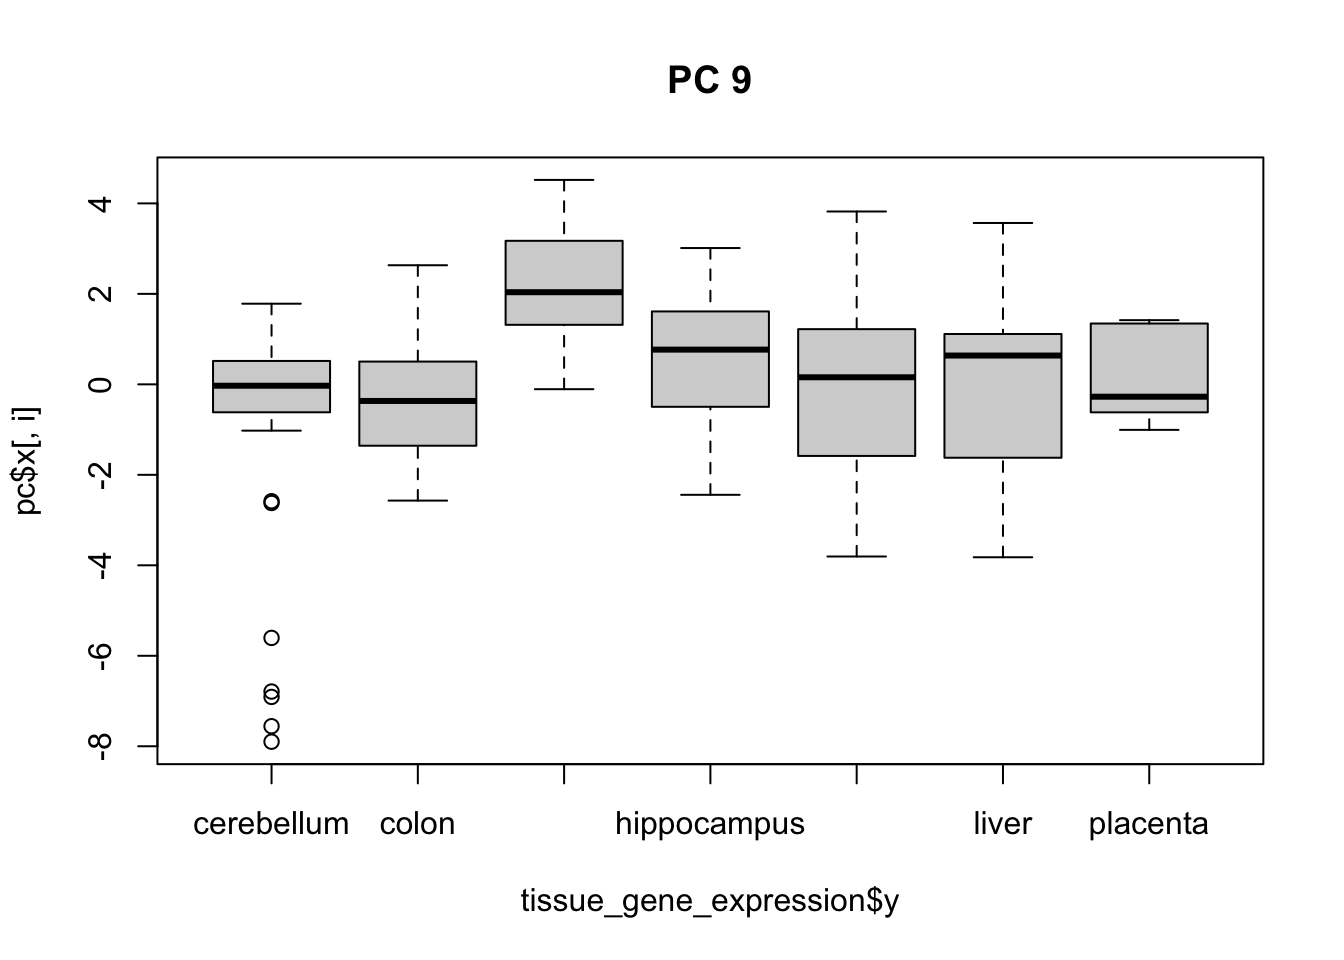 PC 9
pc$x[, i]
4
2
0
-2
-4
-6
-8
cerebellum colon hippocampus liver placenta
tissue_gene_expression$y